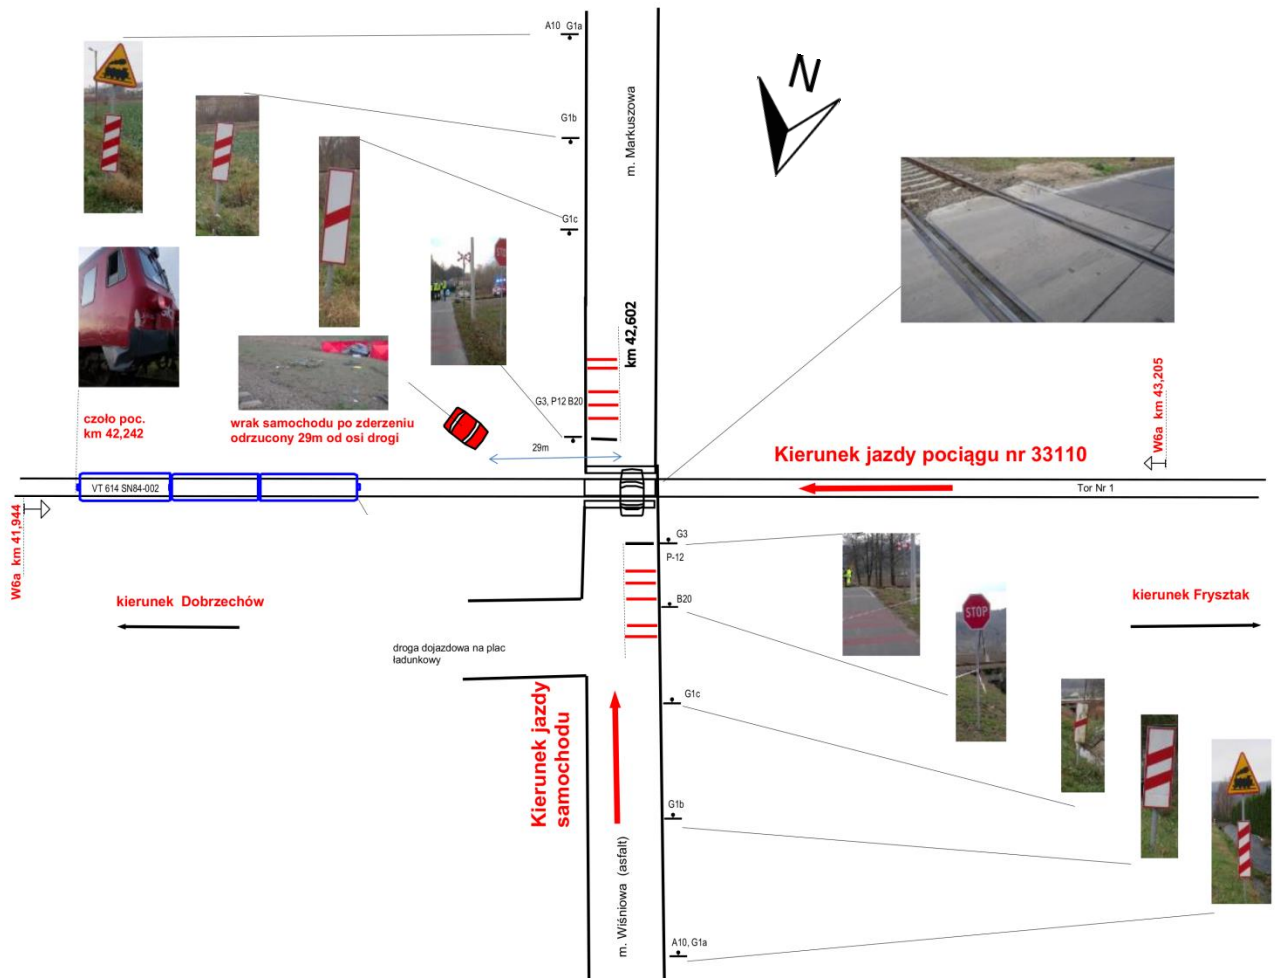 A10 G1a
N
G1b
m. Markuszowa
G1c
km 42,602
W6a km 43,205
G3, P12 B20
czoło poc.
km 42,242
wrak samochodu po zderzeniu
odrzucony 29m od osi drogi
29m
Kierunek jazdy pociągu nr 33110
VT 614 SN84-002
Tor Nr 1
W6a km 41,944
G3
P-12
B20
kierunek Dobrzechów
kierunek Frysztak
STOP
droga dojazdowa na plac
ładunkowy
G1c
Kierunek jazdy
samochodu
G1b
m. Wiśniowa (asfalt)
A10, G1a